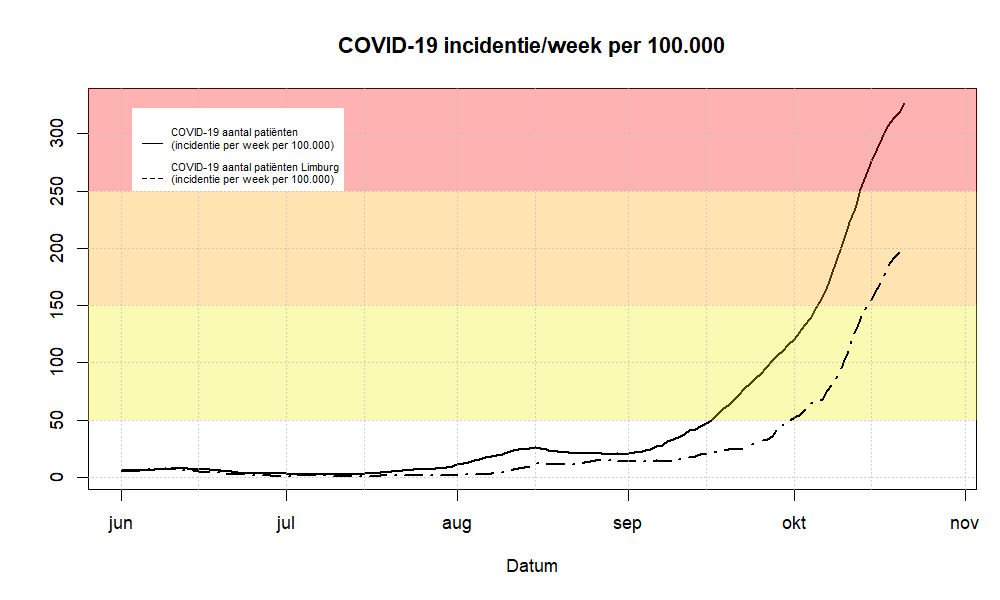 COVID-19 incidentie/week per 100.000
COVID-19 aantal patiënten
(incidentie per week per 100.000)
COVID-19 aantal patiënten Limburg
(incidentie per week per 100.000)
300
250
200
150
100
50
0
jun jul aug sep okt nov
Datum